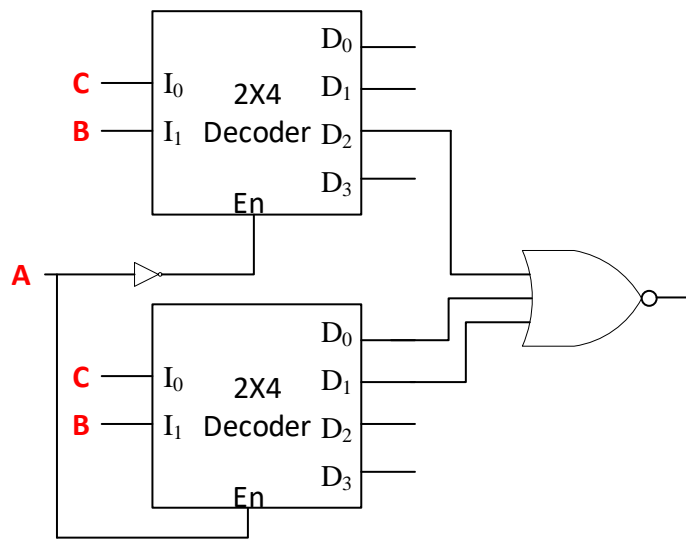 D₀
C I₀ 2X4 D₁
B I₁ Decoder D₂
D₃
En
A
D₀
C I₀ 2X4 D₁
B I₁ Decoder D₂
D₃
En